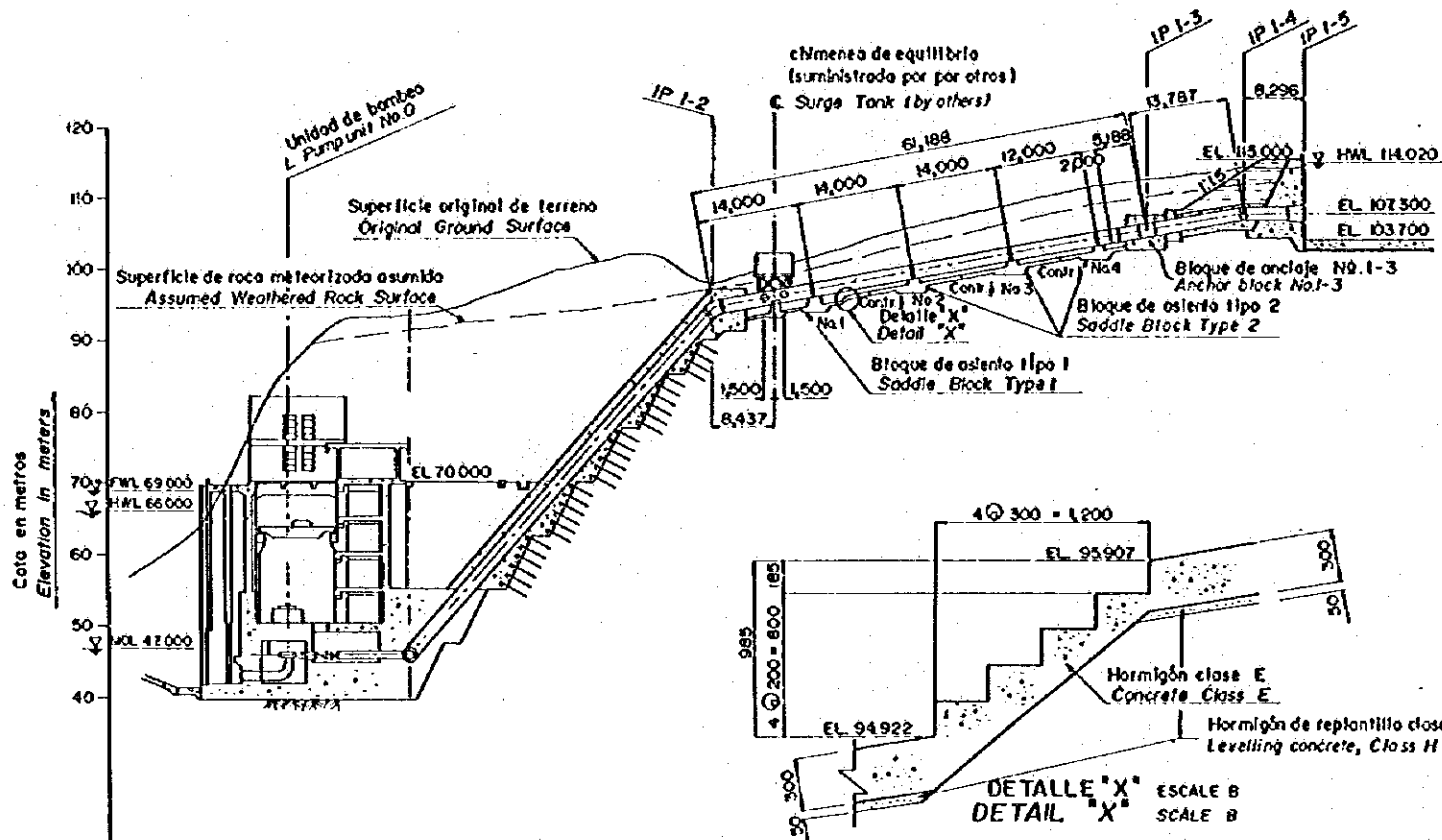 IP 1-3
IP 1-4
IP 1-5
chimenea de equilibrio
(suministrada por por otros)
℄ Surge Tank (by others)
IP 1-2
Unidad de bombeo
L Pump unit No.0
120
110
100
90
80
70
60
50
40
Cota en metros
Elevation in meters
13,787
8,296
61,188
5,188
12,000
14,000
14,000
14,000
2,000
EL. 115.000
HWL 114.020
1:1.5
EL. 107.300
EL. 103.700
Superficie original de terreno
Original Ground Surface
Superficie de roca meteorizada asumida
Assumed Weathered Rock Surface
Contr.j. No.4
Contr.j. No 3
Contr.j. No 2
No.1
Detalle "X"
Detail "X"
Bloque de anclaje NO. 1-3
Anchor block No.1-3
Bloque de asiento tipo 2
Saddle Block Type 2
Bloque de asiento tipo 1
Saddle Block Type 1
1,500
1,500
8,437
EL 70 000
FWL 69 000
HWL 66 000
47 000
4 @ 300 = 1,200
EL. 95.907
185
985
4 @ 200 = 800
EL. 94.922
300
50
300
50
Hormigón clase E
Concrete Class E
Hormigón de replantillo clase
Levelling concrete, Class H
DETALLE "X" ESCALE B
DETAIL "X" SCALE B